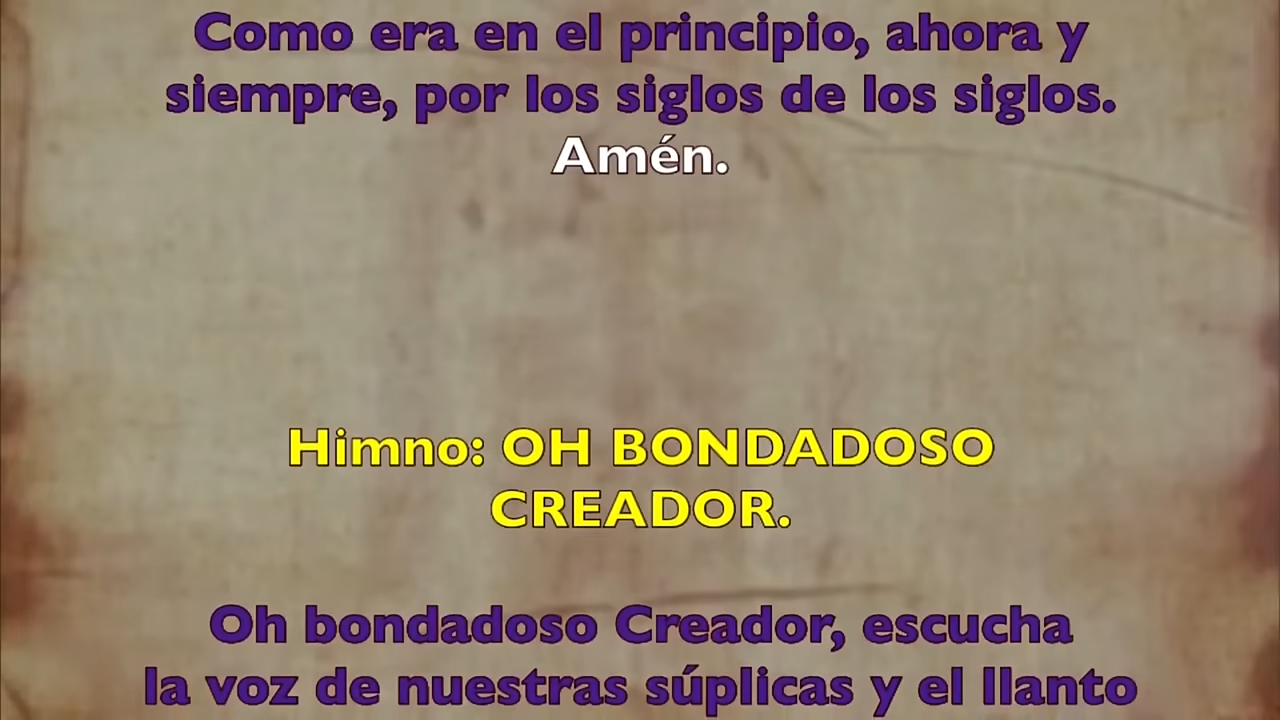 Como era en el principio, ahora y
siempre, por los siglos de los siglos.
Amén.
Himno: OH BONDADOSO
CREADOR.
Oh bondadoso Creador, escucha
la voz de nuestras súplicas y el llanto